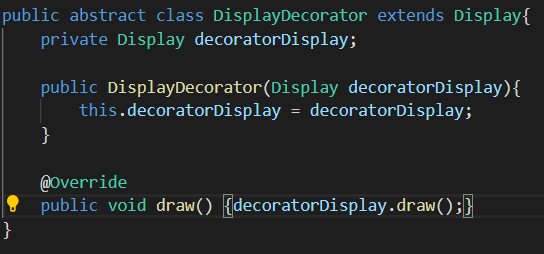 public abstract class DisplayDecorator extends Display{
    private Display decoratorDisplay;
    public DisplayDecorator(Display decoratorDisplay){
        this.decoratorDisplay = decoratorDisplay;
    }
    @Override
    public void draw() {decoratorDisplay.draw();}
}